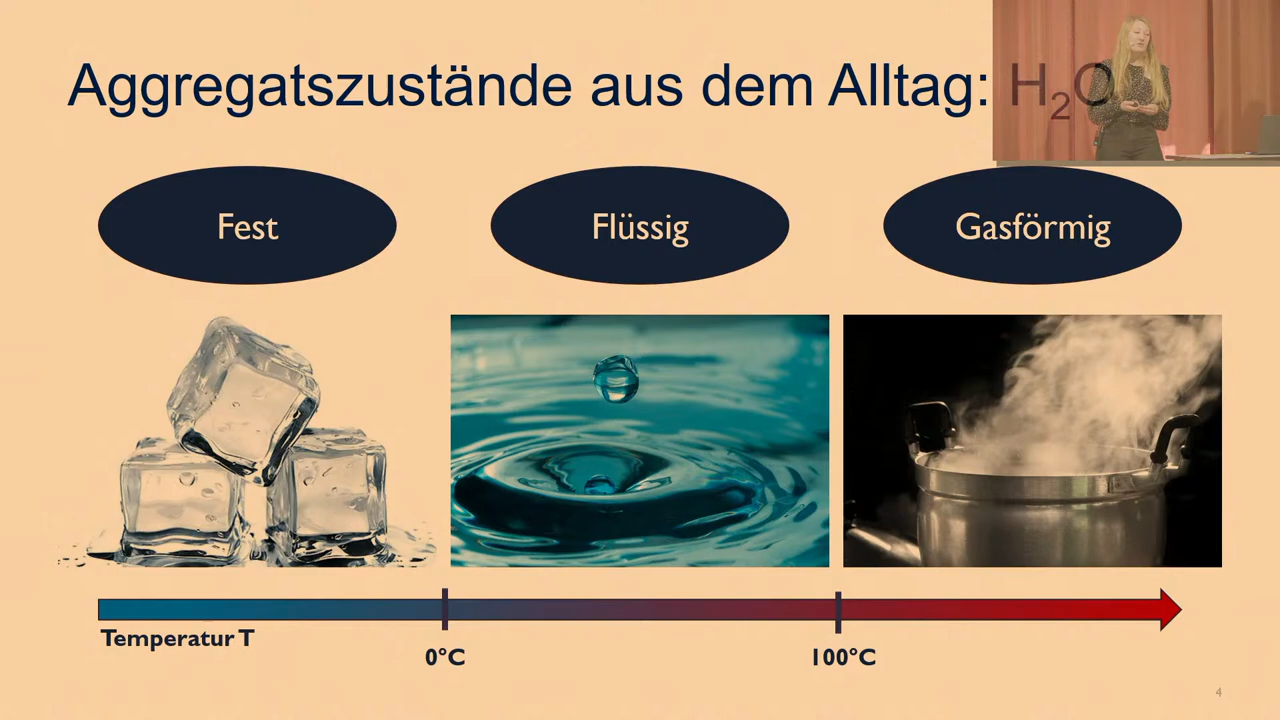 Aggregatszustände aus dem Alltag: H₂O
Fest
Flüssig
Gasförmig
Temperatur T
0°C
100°C
4